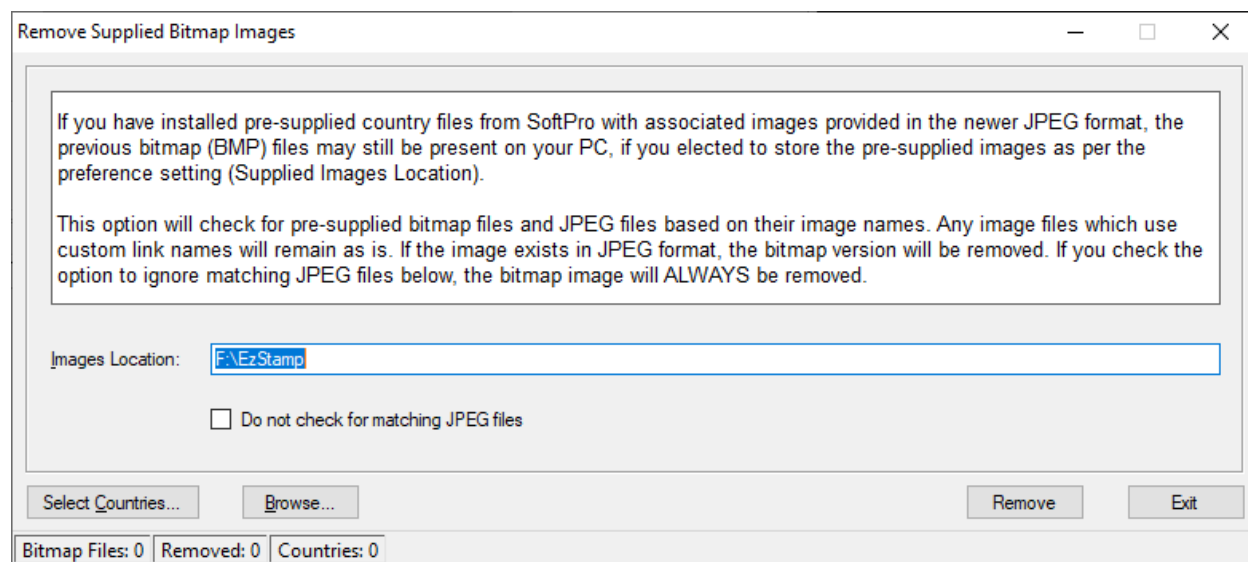 Remove Supplied Bitmap Images
If you have installed pre-supplied country files from SoftPro with associated images provided in the newer JPEG format, the
previous bitmap (BMP) files may still be present on your PC, if you elected to store the pre-supplied images as per the
preference setting (Supplied Images Location).
This option will check for pre-supplied bitmap files and JPEG files based on their image names. Any image files which use
custom link names will remain as is. If the image exists in JPEG format, the bitmap version will be removed. If you check the
option to ignore matching JPEG files below, the bitmap image will ALWAYS be removed.
Images Location: F:\EzStamp
Do not check for matching JPEG files
Select Countries... Browse... Remove Exit
Bitmap Files: 0 Removed: 0 Countries: 0